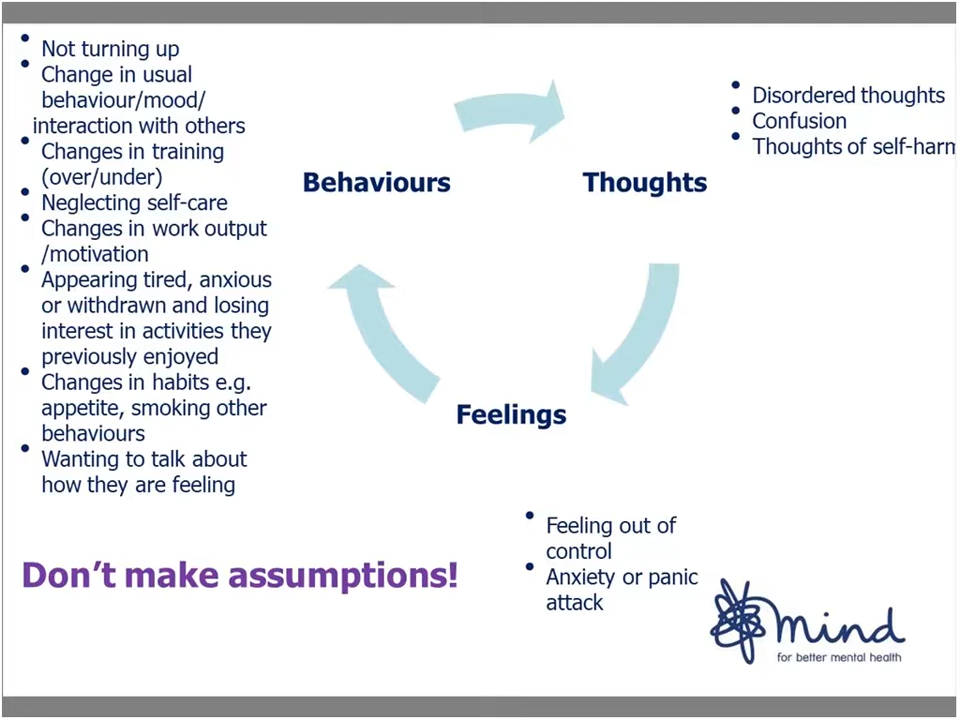 • Not turning up
• Change in usual
behaviour/mood/
interaction with others
• Changes in training
(over/under)
• Neglecting self-care
• Changes in work output
/motivation
• Appearing tired, anxious
or withdrawn and losing
interest in activities they
previously enjoyed
• Changes in habits e.g.
appetite, smoking other
behaviours
• Wanting to talk about
how they are feeling
Behaviours
Thoughts
• Disordered thoughts
• Confusion
• Thoughts of self-harm
Feelings
• Feeling out of
control
• Anxiety or panic
attack
Don’t make assumptions!
mind
for better mental health